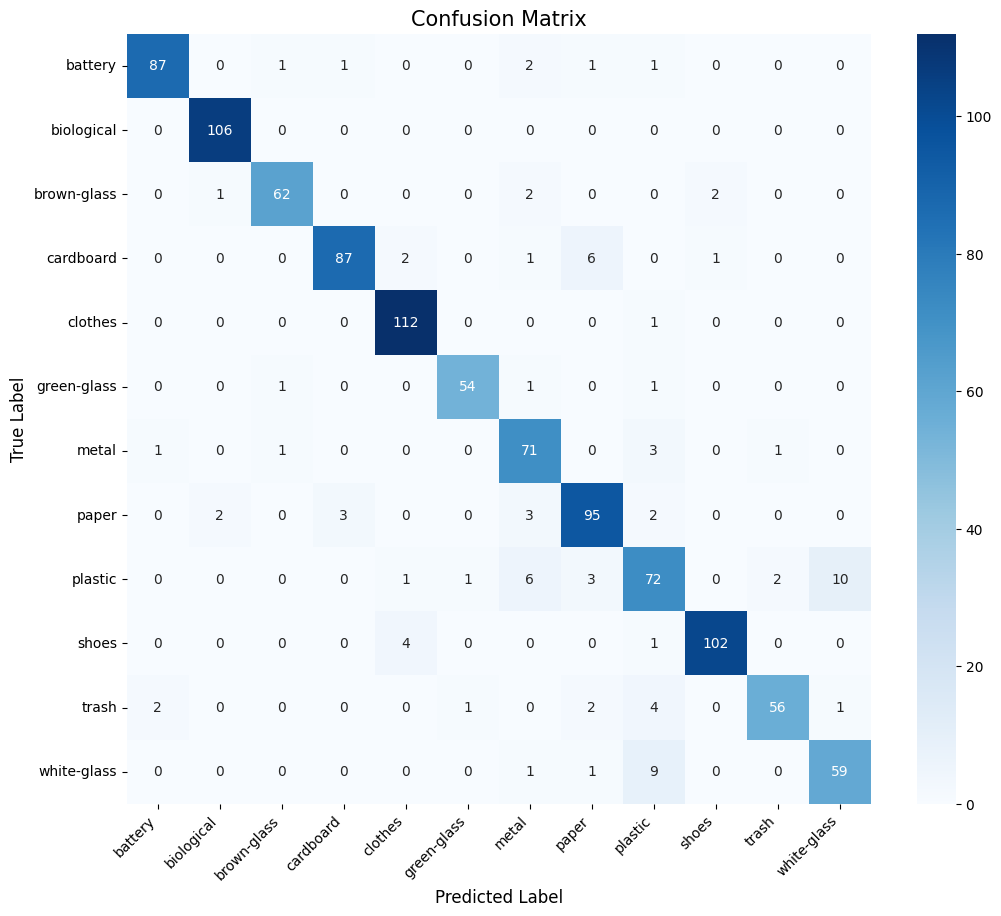 Confusion Matrix
True Label
battery 87 0 1 1 0 0 2 1 1 0 0 0
biological 0 106 0 0 0 0 0 0 0 0 0 0
brown-glass 0 1 62 0 0 0 2 0 0 2 0 0
cardboard 0 0 0 87 2 0 1 6 0 1 0 0
clothes 0 0 0 0 112 0 0 0 1 0 0 0
green-glass 0 0 1 0 0 54 1 0 1 0 0 0
metal 1 0 1 0 0 0 71 0 3 0 1 0
paper 0 2 0 3 0 0 3 95 2 0 0 0
plastic 0 0 0 0 1 1 6 3 72 0 2 10
shoes 0 0 0 0 4 0 0 0 1 102 0 0
trash 2 0 0 0 0 1 0 2 4 0 56 1
white-glass 0 0 0 0 0 0 1 1 9 0 0 59
battery biological brown-glass cardboard clothes green-glass metal paper plastic shoes trash white-glass
Predicted Label
100
80
60
40
20
0